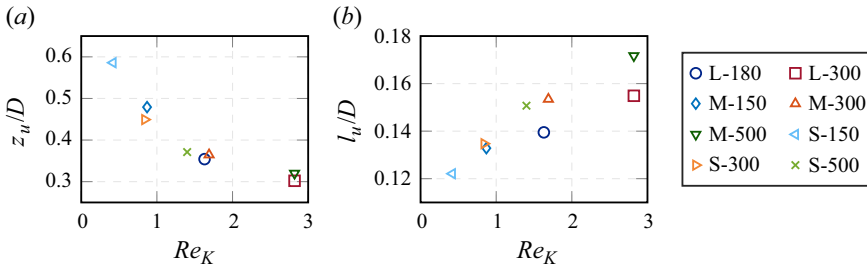 (a)
0.6
0.5
0.4
0.3
z_u/D
0 1 2 3
Re_K
(b)
0.18
0.16
0.14
0.12
l_u/D
0 1 2 3
Re_K
L-180 L-300
M-150 M-300
M-500 S-150
S-300 S-500